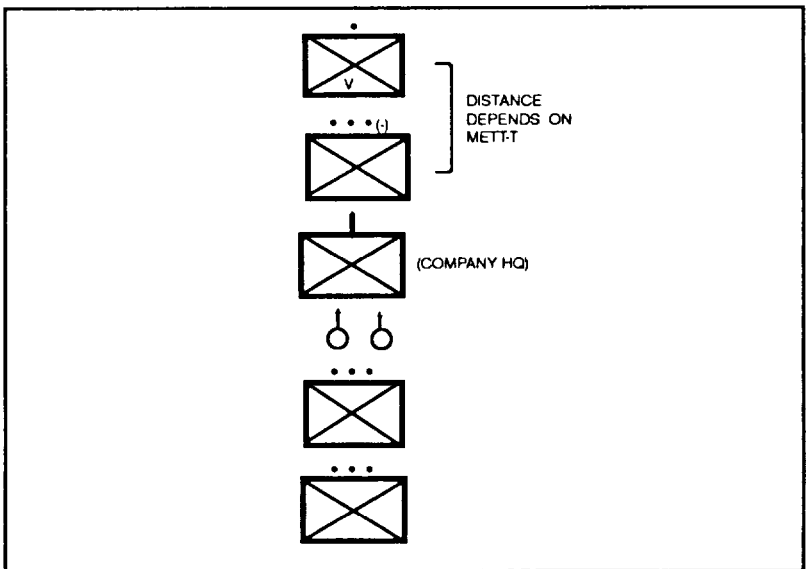 V
(-)
DISTANCE
DEPENDS ON
METT-T
(COMPANY HQ)